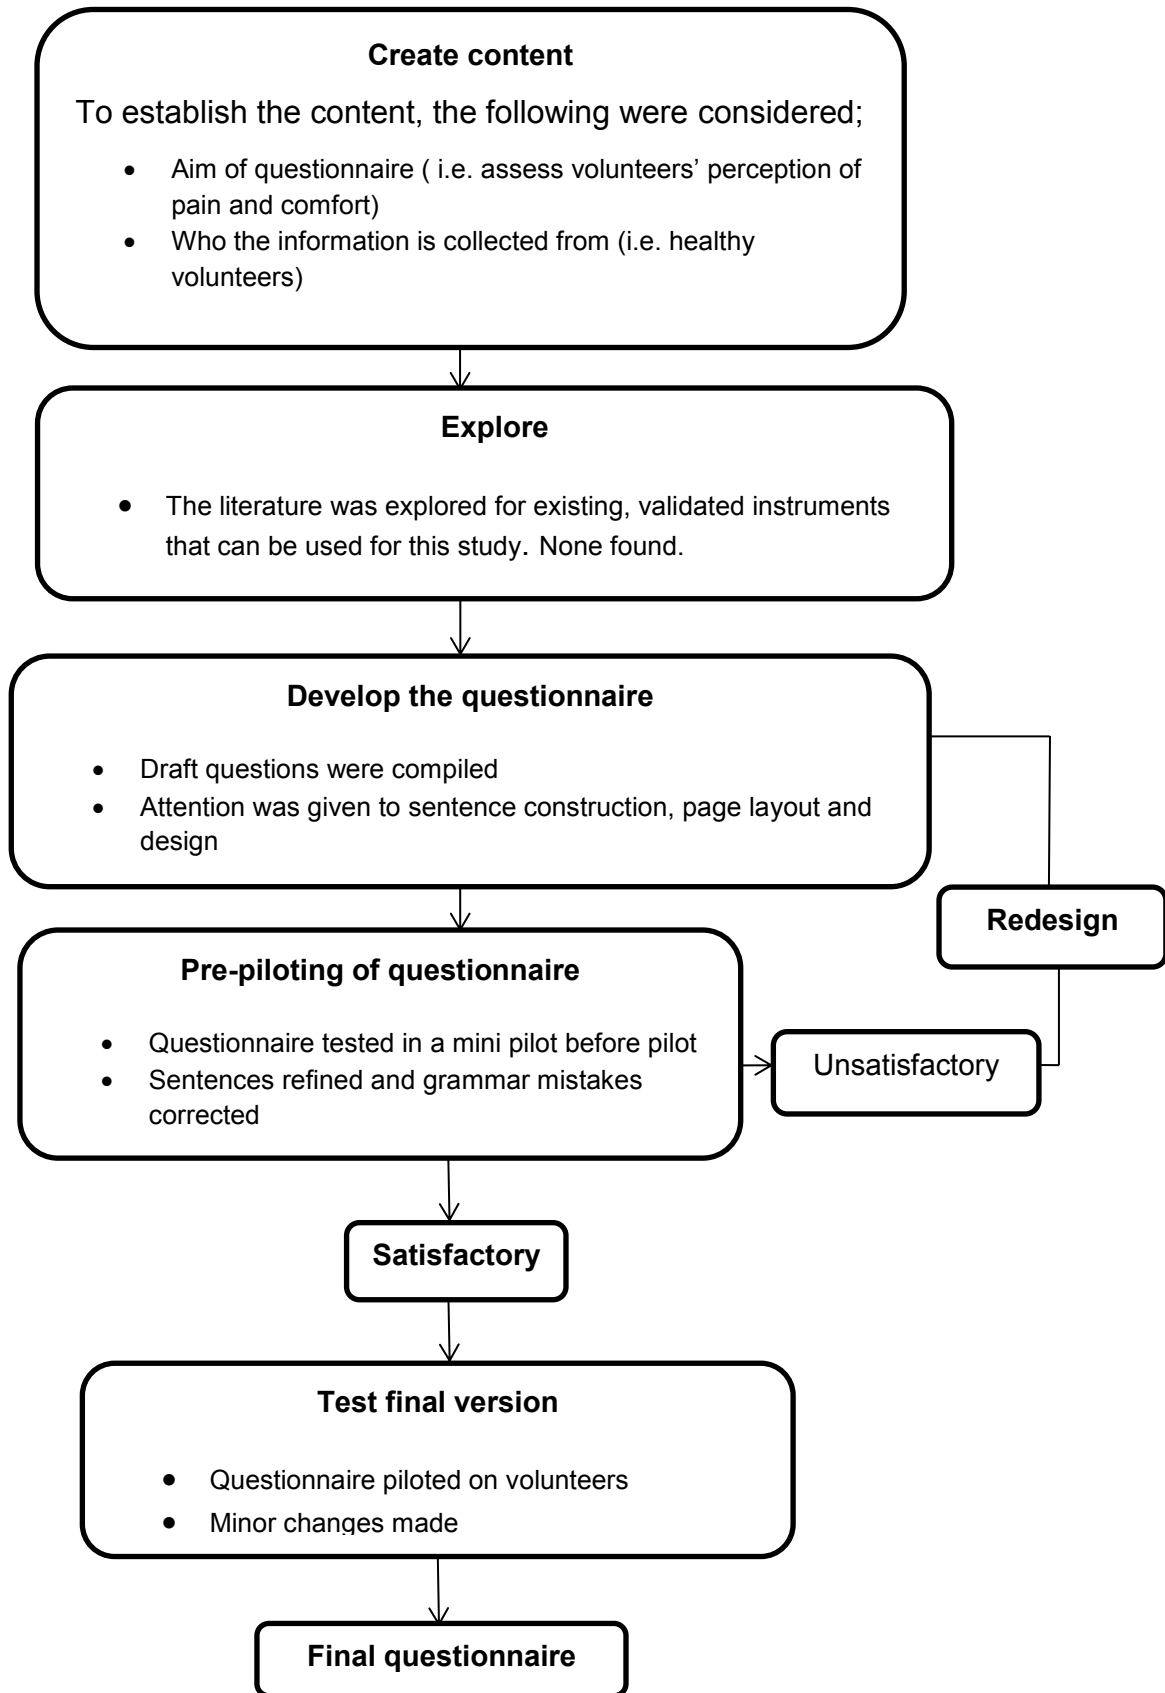 Create content
To establish the content, the following were considered;
• Aim of questionnaire ( i.e. assess volunteers’ perception of
pain and comfort)
• Who the information is collected from (i.e. healthy
volunteers)
Explore
• The literature was explored for existing, validated instruments
that can be used for this study. None found.
Develop the questionnaire
• Draft questions were compiled
• Attention was given to sentence construction, page layout and
design
Redesign
Pre-piloting of questionnaire
• Questionnaire tested in a mini pilot before pilot
• Sentences refined and grammar mistakes
corrected
Unsatisfactory
Satisfactory
Test final version
• Questionnaire piloted on volunteers
• Minor changes made
Final questionnaire